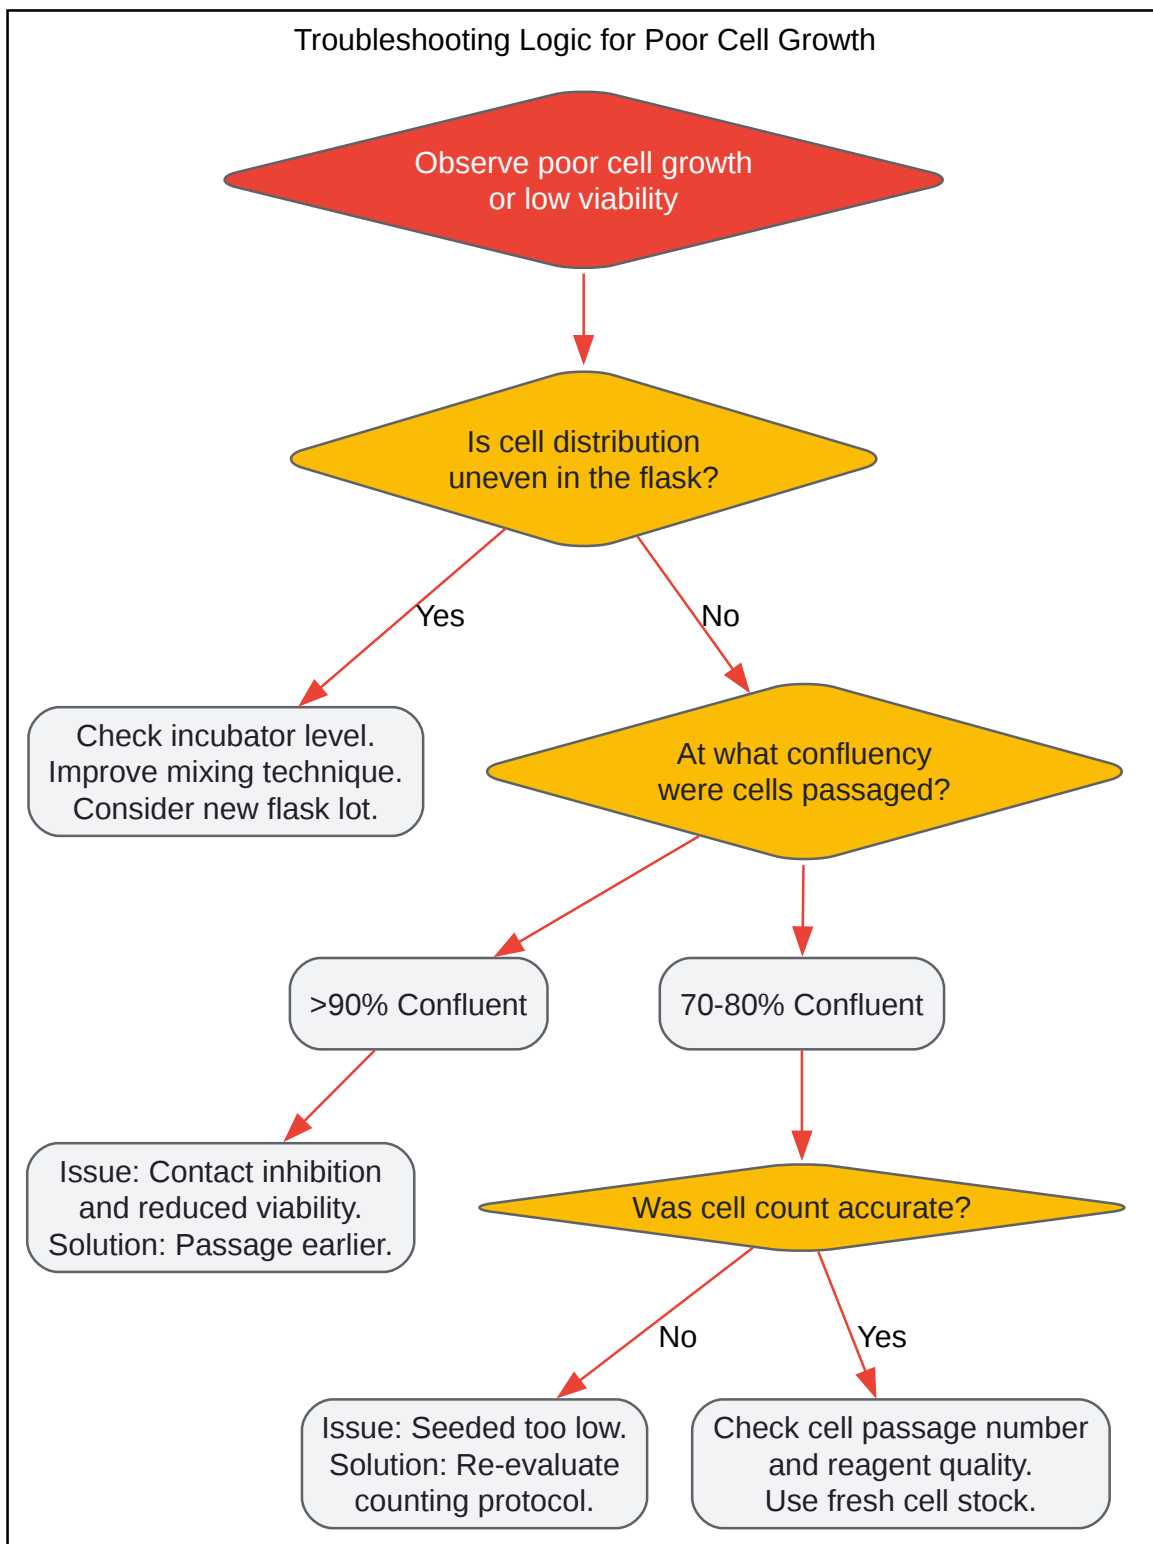 Troubleshooting Logic for Poor Cell Growth
Observe poor cell growth
or low viability
Is cell distribution
uneven in the flask?
Yes
No
Check incubator level.
Improve mixing technique.
Consider new flask lot.
At what confluency
were cells passaged?
>90% Confluent
70-80% Confluent
Issue: Contact inhibition
and reduced viability.
Solution: Passage earlier.
Was cell count accurate?
No
Yes
Issue: Seeded too low.
Solution: Re-evaluate
counting protocol.
Check cell passage number
and reagent quality.
Use fresh cell stock.